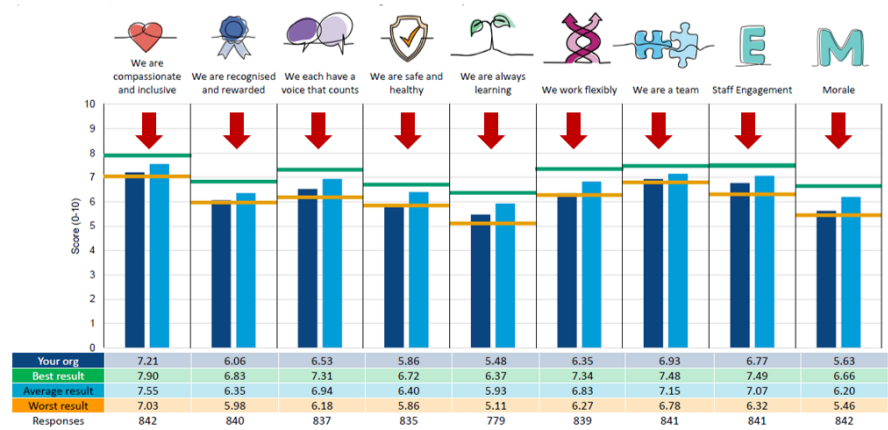 E
M
We are
compassionate
and inclusive
We are recognised
and rewarded
We each have a
voice that counts
We are safe and
healthy
We are always
learning
We work flexibly
We are a team
Staff Engagement
Morale
Score (0-10)
10
9
8
7
6
5
4
3
2
1
0
Your org 7.21 6.06 6.53 5.86 5.48 6.35 6.93 6.77 5.63
Best result 7.90 6.83 7.31 6.72 6.37 7.34 7.48 7.49 6.66
Average result 7.55 6.35 6.94 6.40 5.93 6.83 7.15 7.07 6.20
Worst result 7.03 5.98 6.18 5.86 5.11 6.27 6.78 6.32 5.46
Responses 842 840 837 835 779 839 841 841 842